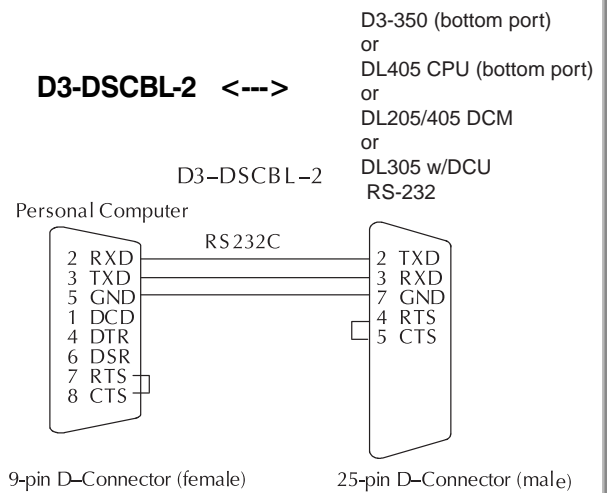 D3-350 (bottom port)
or
DL405 CPU (bottom port)
or
DL205/405 DCM
or
DL305 w/DCU
RS-232
D3-DSCBL-2 <--->
D3–DSCBL–2
Personal Computer
RS232C
2 RXD
3 TXD
5 GND
1 DCD
4 DTR
6 DSR
7 RTS
8 CTS
2 TXD
3 RXD
7 GND
4 RTS
5 CTS
9-pin D–Connector (female)
25-pin D–Connector (male)